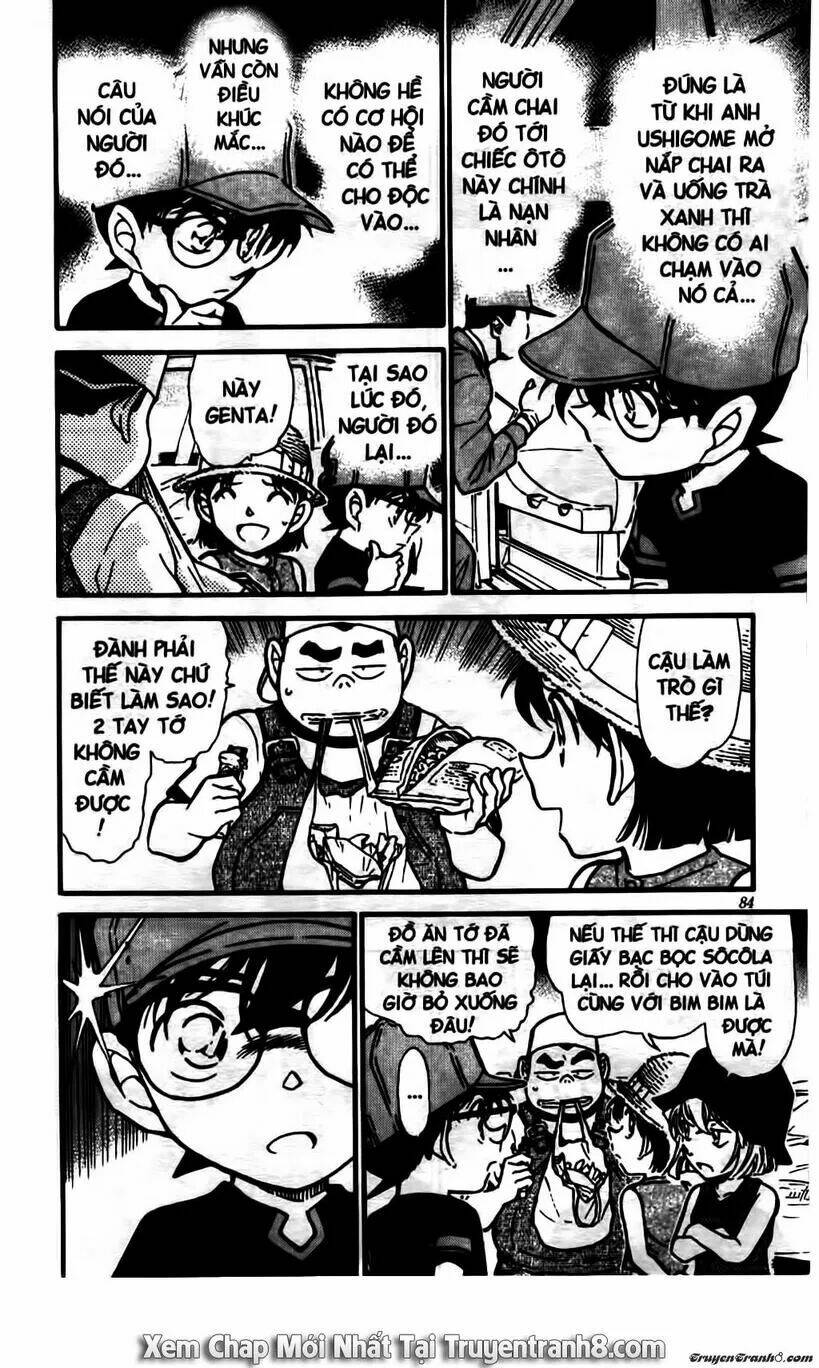 ĐÚNG LÀ
TỪ KHI ANH
USHIGOME MỞ
NẮP CHAI RA
VÀ UỐNG TRÀ
XANH THÌ
KHÔNG CÓ AI
CHẠM VÀO
NÓ CẢ...
NGƯỜI
CẦM CHAI
ĐÓ TỚI
CHIẾC ÔTÔ
NÀY CHÍNH
LÀ NẠN
NHÂN
...
KHÔNG HỀ
CÓ CƠ HỘI
NÀO ĐỂ
CÓ THỂ
CHO ĐỘC
VÀO...
NHƯNG
VẪN CÒN
ĐIỀU
KHÚC
MẮC...
CÂU
NÓI CỦA
NGƯỜI
ĐÓ...
TẠI SAO
LÚC ĐÓ,
NGƯỜI ĐÓ
LẠI...
NÀY
GENTA!
CẬU LÀM
TRÒ GÌ
THẾ?
ĐÀNH PHẢI
THẾ NÀY CHỨ
BIẾT LÀM SAO!
2 TAY TỚ
KHÔNG
CẦM
ĐƯỢC
!
84
NẾU THẾ THÌ CẬU DÙNG
GIẤY BẠC BỌC SÔCÔLA
LẠI... RỒI CHO VÀO TÚI
CÙNG VỚI BIM BIM LÀ
ĐƯỢC
MÀ!
ĐỒ ĂN TỚ ĐÃ
CẦM LÊN THÌ SẼ
KHÔNG BAO
GIỜ BỎ XUỐNG
ĐÂU!
...
Xem Chap Mới Nhất Tại Truyentranh8.com
TruyenTranh8.com